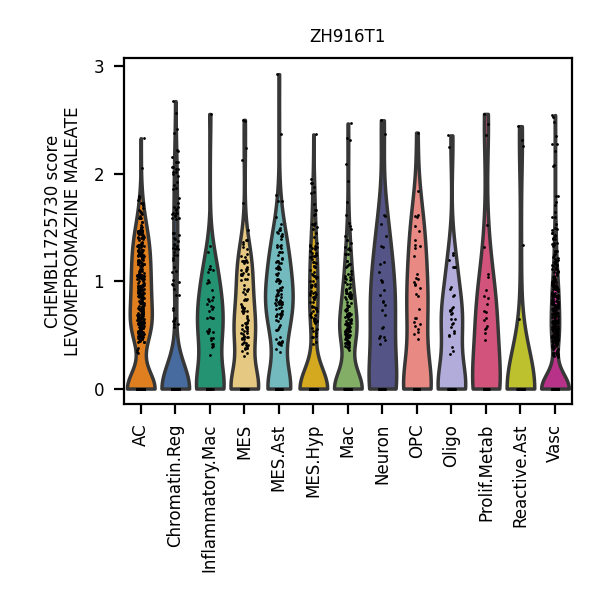 ZH916T1
CHEMBL1725730 score
LEVOMEPROMAZINE MALEATE
3
2
1
0
AC
Chromatin.Reg
Inflammatory.Mac
MES
MES.Ast
MES.Hyp
Mac
Neuron
OPC
Oligo
Prolif.Metab
Reactive.Ast
Vasc